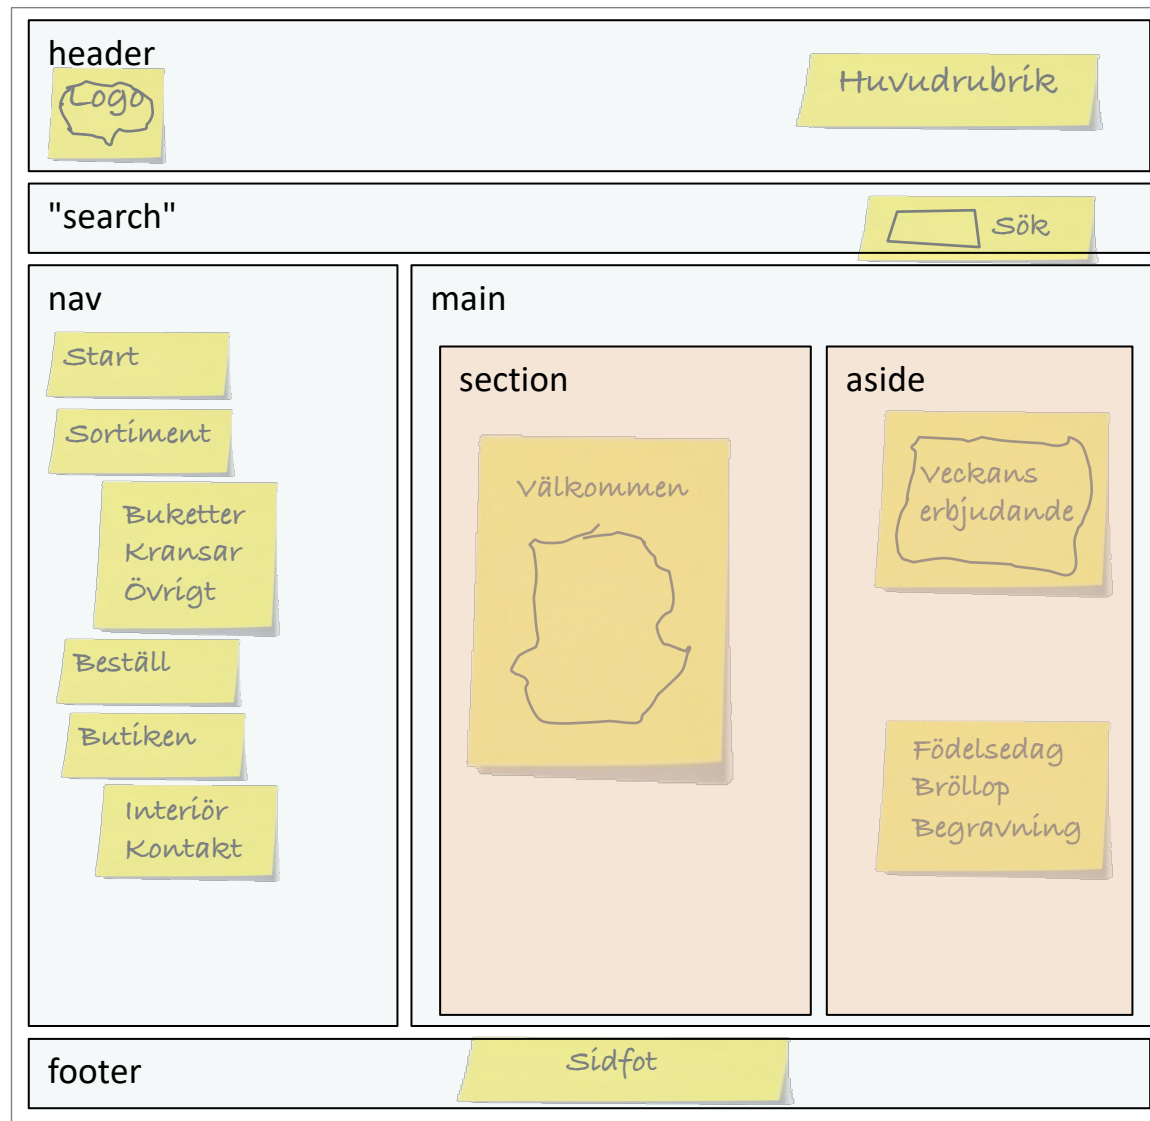 header
Logo
Huvudrubrik
"search"
Sök
nav
Start
Sortiment
Buketter
Kransar
Övrigt
Beställ
Butiken
Interiör
Kontakt
main
section
Välkommen
aside
Veckans
erbjudande
Födelsedag
Bröllop
Begravning
footer
Sidfot